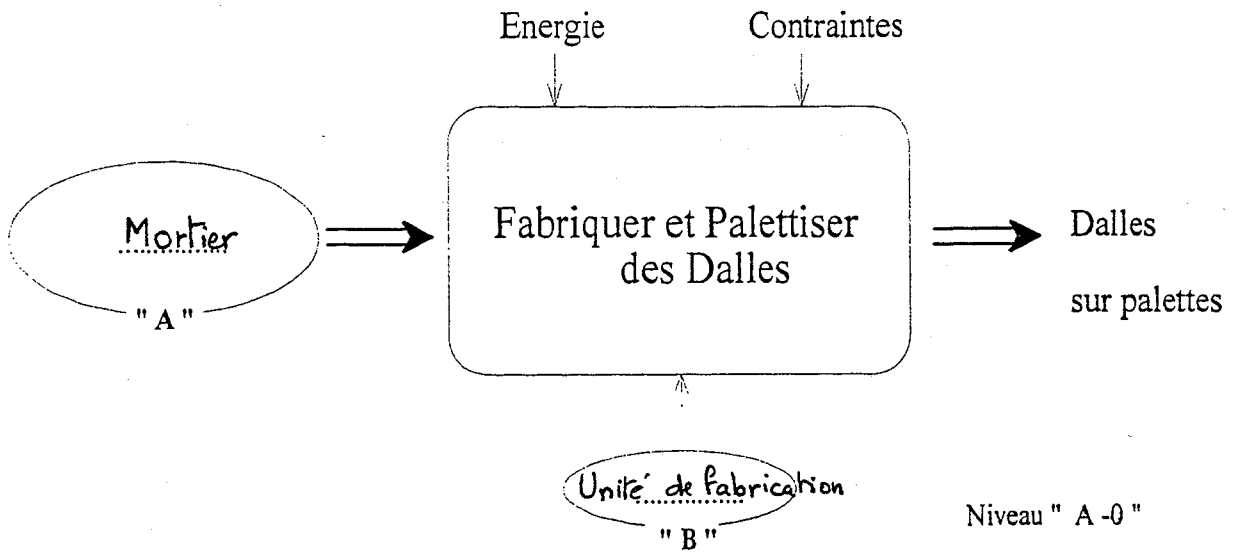 Energie
Contraintes
Mortier
" A "
Fabriquer et Palettiser
des Dalles
Dalles
sur palettes
Unité de fabrication
" B "
Niveau " A -0 "